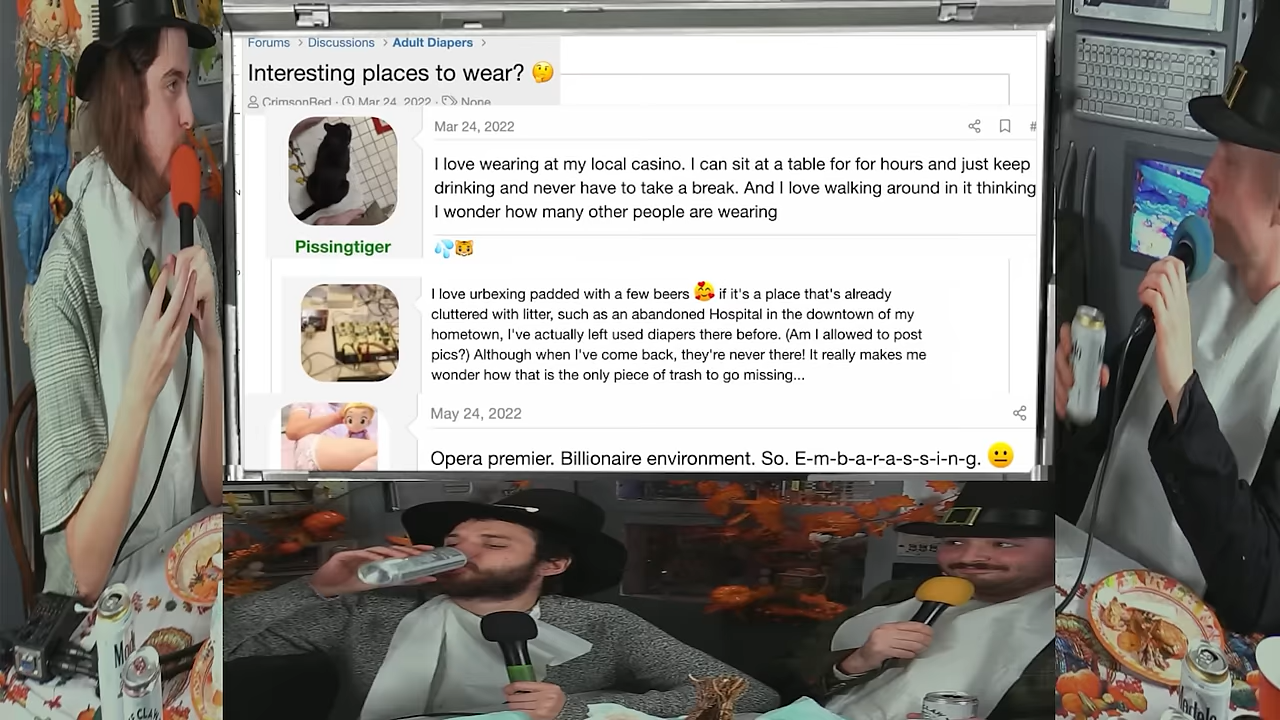 Forums > Discussions > Adult Diapers >
Interesting places to wear? 🤔
CrimsonRed · Mar 24, 2022 · None
Mar 24, 2022 #
I love wearing at my local casino. I can sit at a table for for hours and just keep
drinking and never have to take a break. And I love walking around in it thinking
I wonder how many other people are wearing
Pissingtiger
💦🐯
I love urbexing padded with a few beers 🥰 if it's a place that's already
cluttered with litter, such as an abandoned Hospital in the downtown of my
hometown, I've actually left used diapers there before. (Am I allowed to post
pics?) Although when I've come back, they're never there! It really makes me
wonder how that is the only piece of trash to go missing...
May 24, 2022
Opera premier. Billionaire environment. So. E-m-b-a-r-a-s-s-i-n-g. 😐